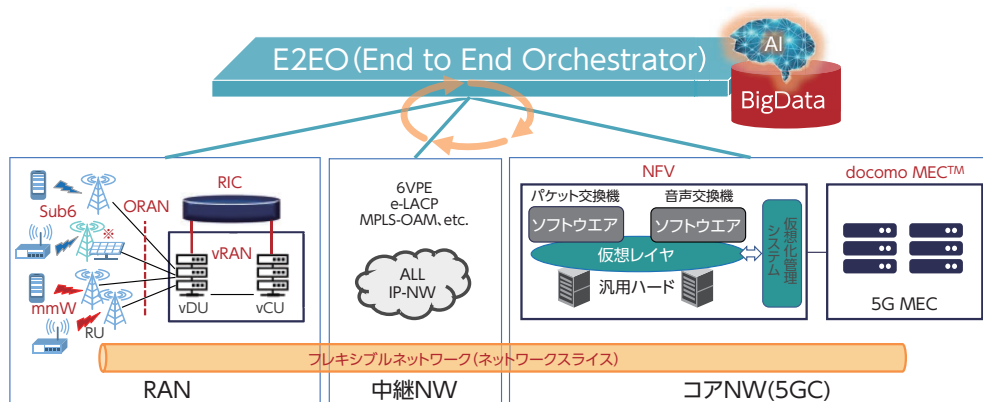 E2EO(End to End Orchestrator)
AI
BigData
Sub6
ORAN
RIC
※
vRAN
mmW
RU
vDU
vCU
RAN
6VPE
e-LACP
MPLS-OAM、etc.
ALL
IP-NW
中継NW
NFV
パケット交換機
音声交換機
ソフトウエア
ソフトウエア
仮想レイヤ
汎用ハード
仮想化管理
システム
docomo MEC™
5G MEC
フレキシブルネットワーク(ネットワークスライス)
コアNW(5GC)